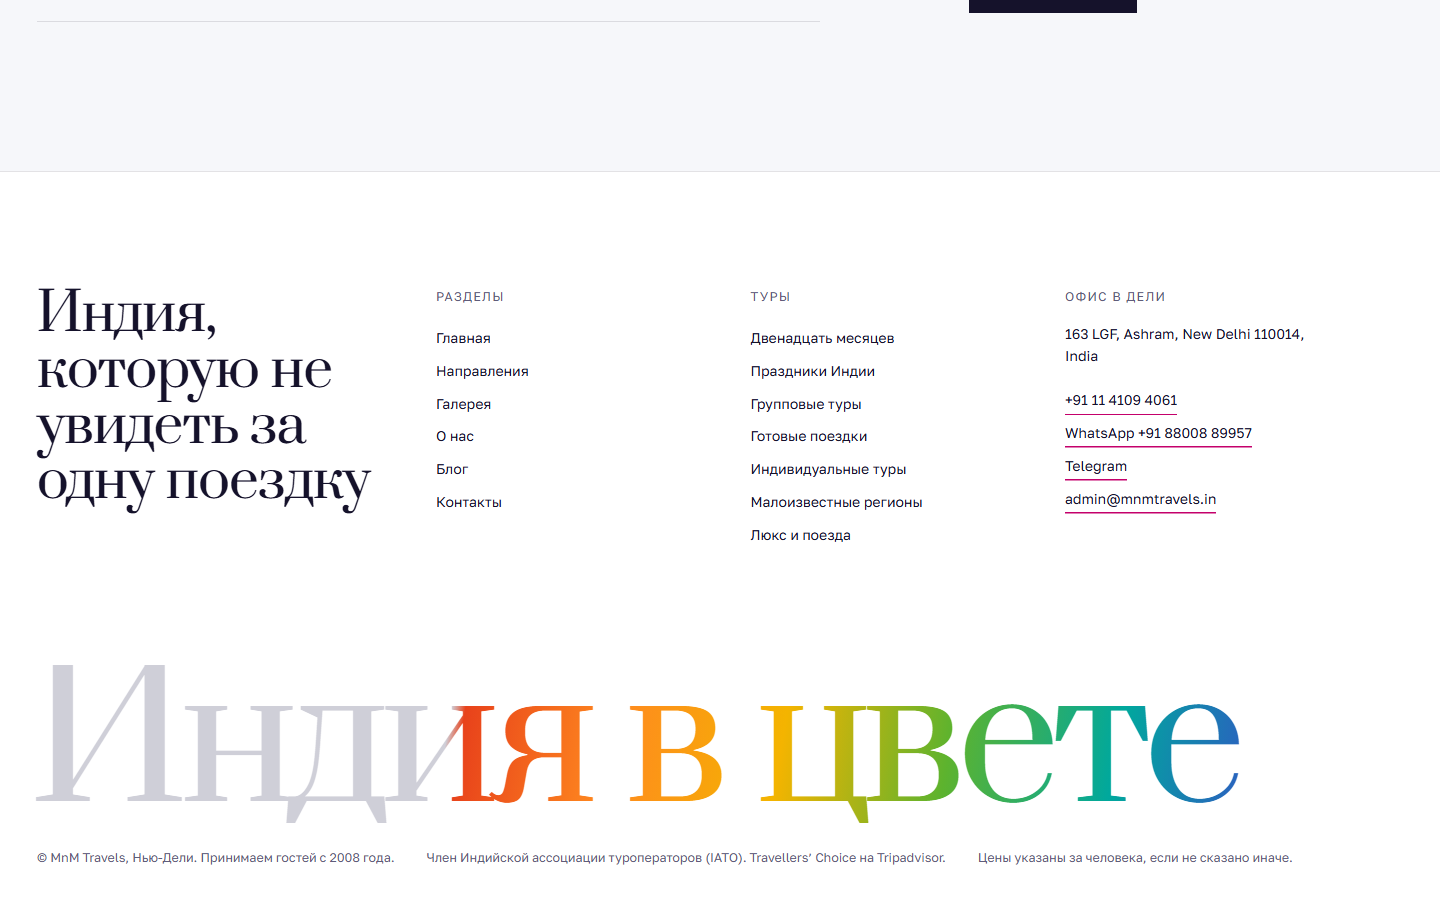 Индия,
которую не
увидеть за
одну поездку
РАЗДЕЛЫ
Главная
Направления
Галерея
О нас
Блог
Контакты
ТУРЫ
Двенадцать месяцев
Праздники Индии
Групповые туры
Готовые поездки
Индивидуальные туры
Малоизвестные регионы
Люкс и поезда
ОФИС В ДЕЛИ
163 LGF, Ashram, New Delhi 110014,
India
+91 11 4109 4061
WhatsApp +91 88008 89957
Telegram
admin@mnmtravels.in
Индия в цвете
© MnM Travels, Нью-Дели. Принимаем гостей с 2008 года.
Член Индийской ассоциации туроператоров (IATO). Travellers’ Choice на Tripadvisor.
Цены указаны за человека, если не сказано иначе.